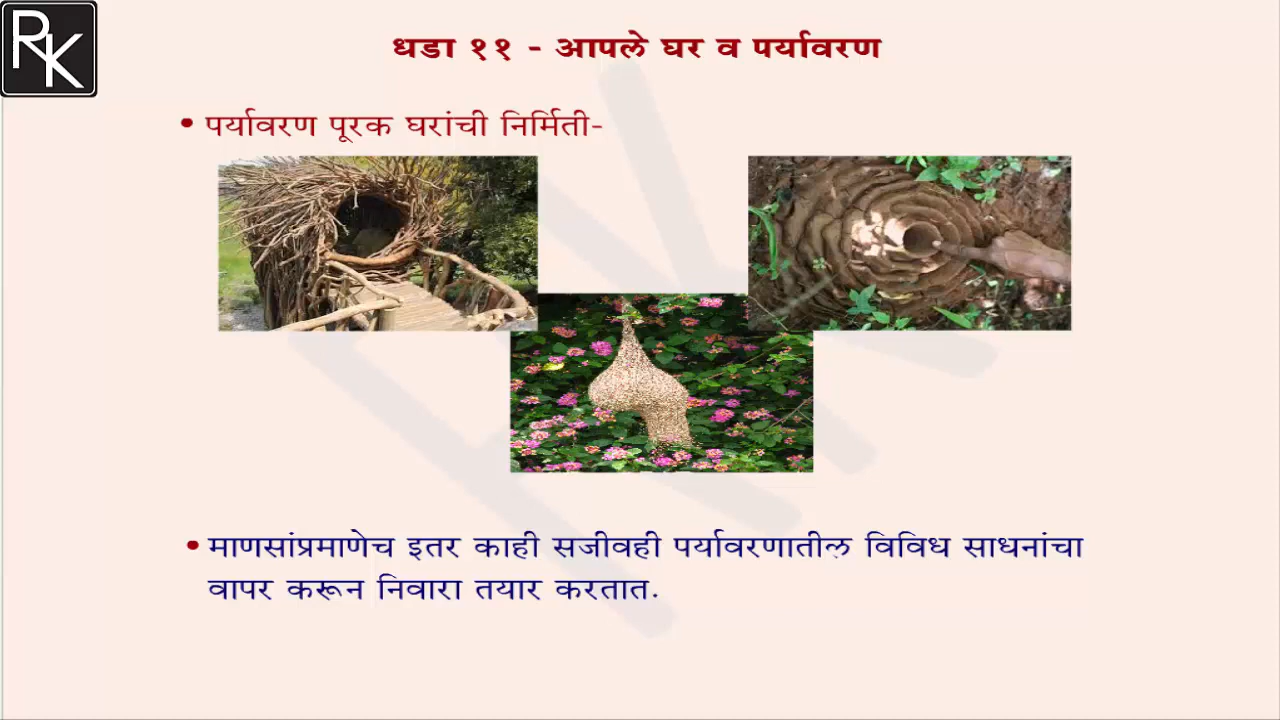 RK
धडा ११ - आपले घर व पर्यावरण
• पर्यावरण पूरक घरांची निर्मिती-
• माणसांप्रमाणेच इतर काही सजीवही पर्यावरणातील विविध साधनांचा
वापर करून निवारा तयार करतात.